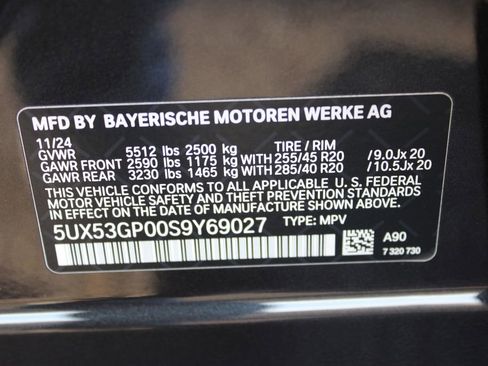 MFD BY BAYERISCHE MOTOREN WERKE AG
11/24 TIRE / RIM
GVWR 5512 lbs 2500 kg
GAWR FRONT 2590 lbs 1175 kg WITH 255/45 R20 /9.0Jx 20
GAWR REAR 3230 lbs 1465 kg WITH 285/40 R20 /10.5Jx 20
THIS VEHICLE CONFORMS TO ALL APPLICABLE U. S. FEDERAL
MOTOR VEHICLE SAFETY AND THEFT PREVENTION STANDARDS
IN EFFECT ON THE DATE OF MANUFACTURE SHOWN ABOVE.
5UX53GP00S9Y69027 TYPE: MPV
A90
7 320 730